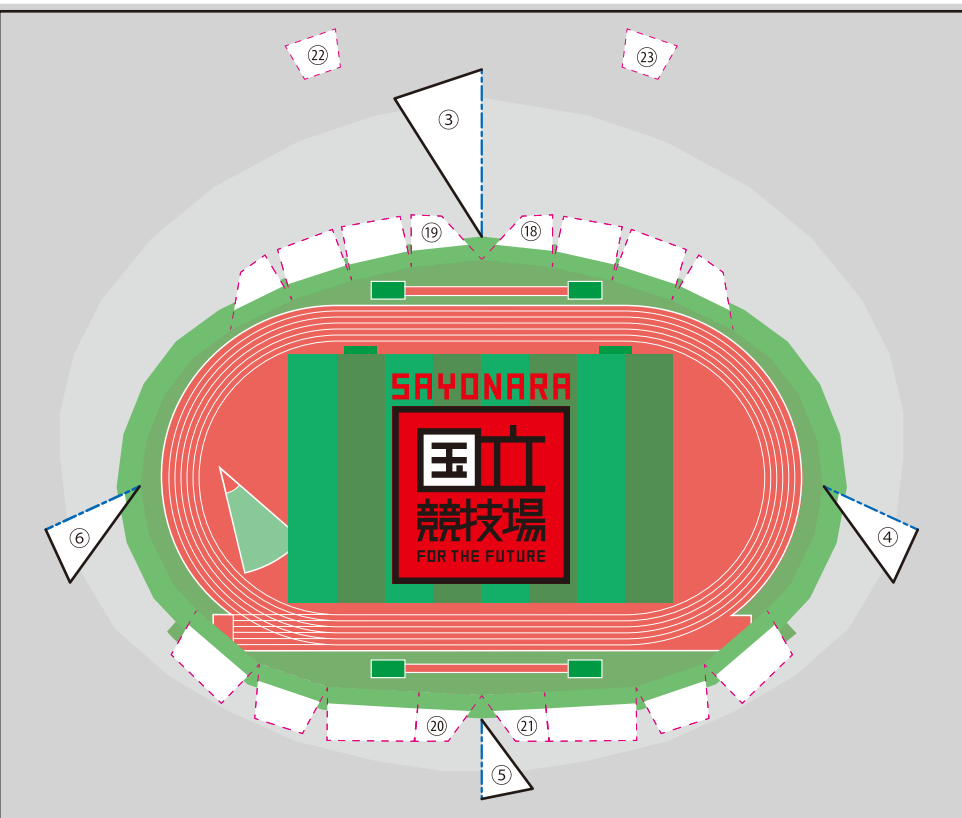 ㉒
㉓
③
⑲
⑱
SAYONARA
国立
競技場
FOR THE FUTURE
⑥
④
⑳
㉑
⑤